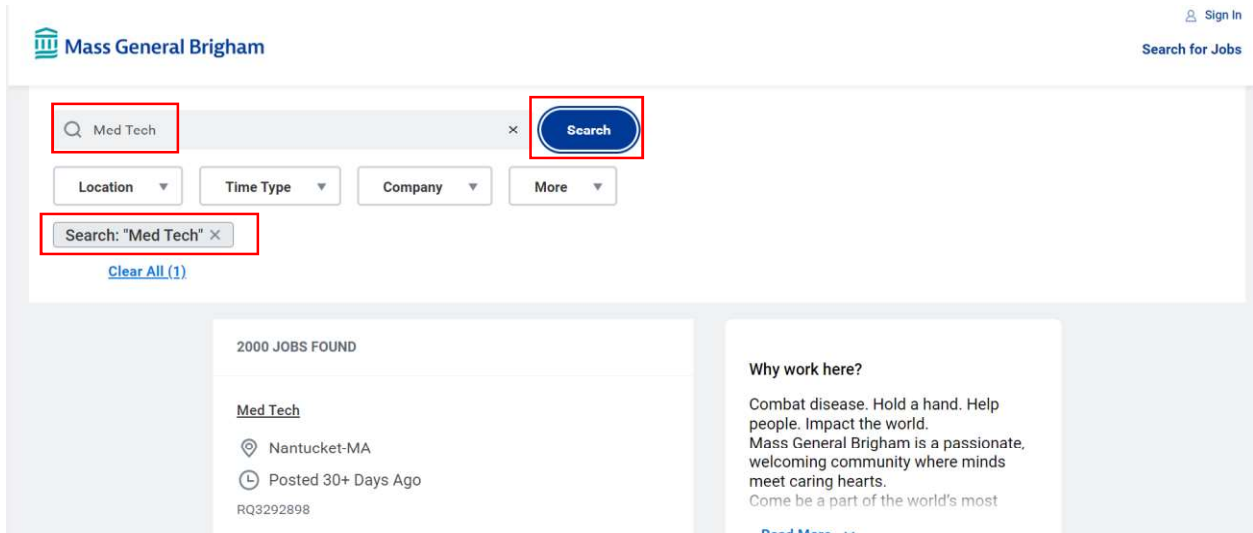 Sign In
Mass General Brigham
Search for Jobs
Med Tech
×
Search
Location
Time Type
Company
More
Search: "Med Tech" ×
Clear All (1)
2000 JOBS FOUND
Med Tech
Nantucket-MA
Posted 30+ Days Ago
RQ3292898
Why work here?
Combat disease. Hold a hand. Help
people. Impact the world.
Mass General Brigham is a passionate,
welcoming community where minds
meet caring hearts.
Come be a part of the world's most
Read More